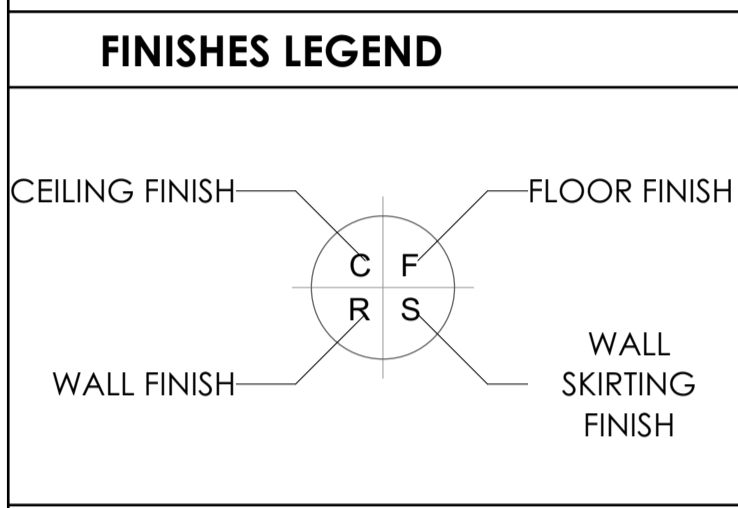 FINISHES LEGEND
CEILING FINISH
FLOOR FINISH
C F
R S
WALL FINISH
WALL
SKIRTING
FINISH